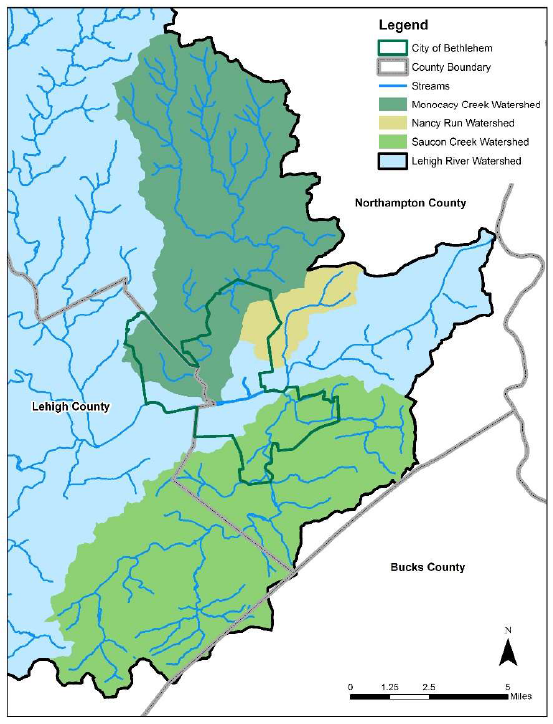 Legend
City of Bethlehem
County Boundary
Streams
Monocacy Creek Watershed
Nancy Run Watershed
Saucon Creek Watershed
Lehigh River Watershed
Northampton County
Lehigh County
Bucks County
N
0 1.25 2.5 5
Miles